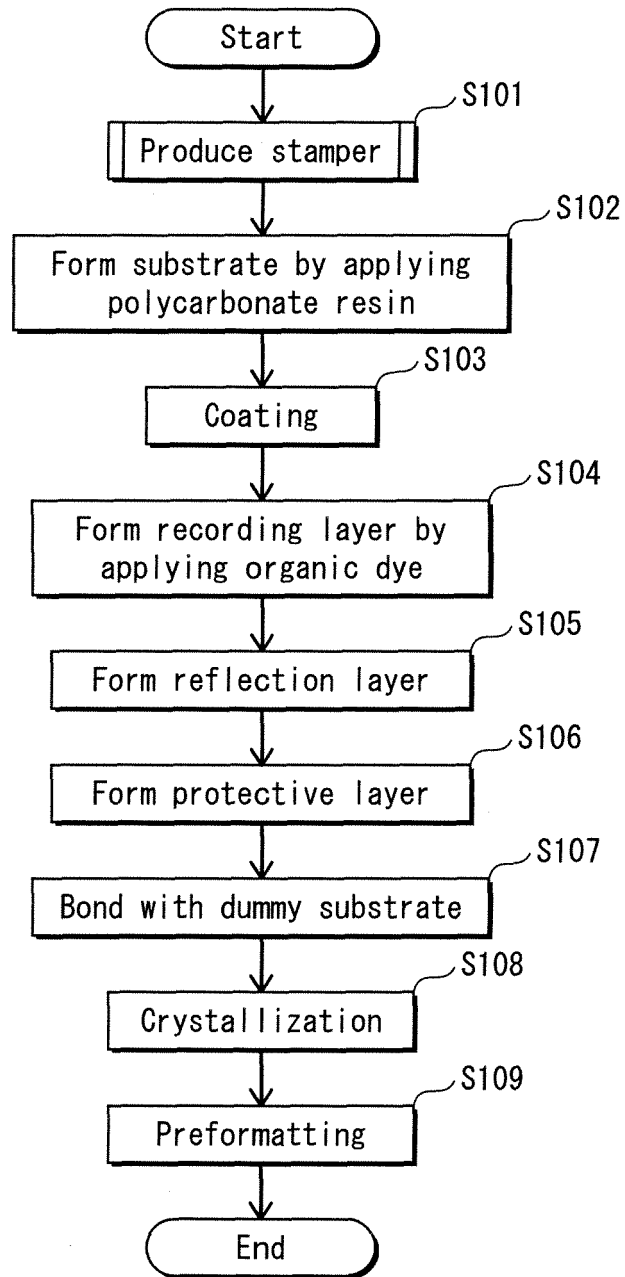 Start
S101
Produce stamper
S102
Form substrate by applying
polycarbonate resin
S103
Coating
S104
Form recording layer by
applying organic dye
S105
Form reflection layer
S106
Form protective layer
S107
Bond with dummy substrate
S108
Crystallization
S109
Preformatting
End